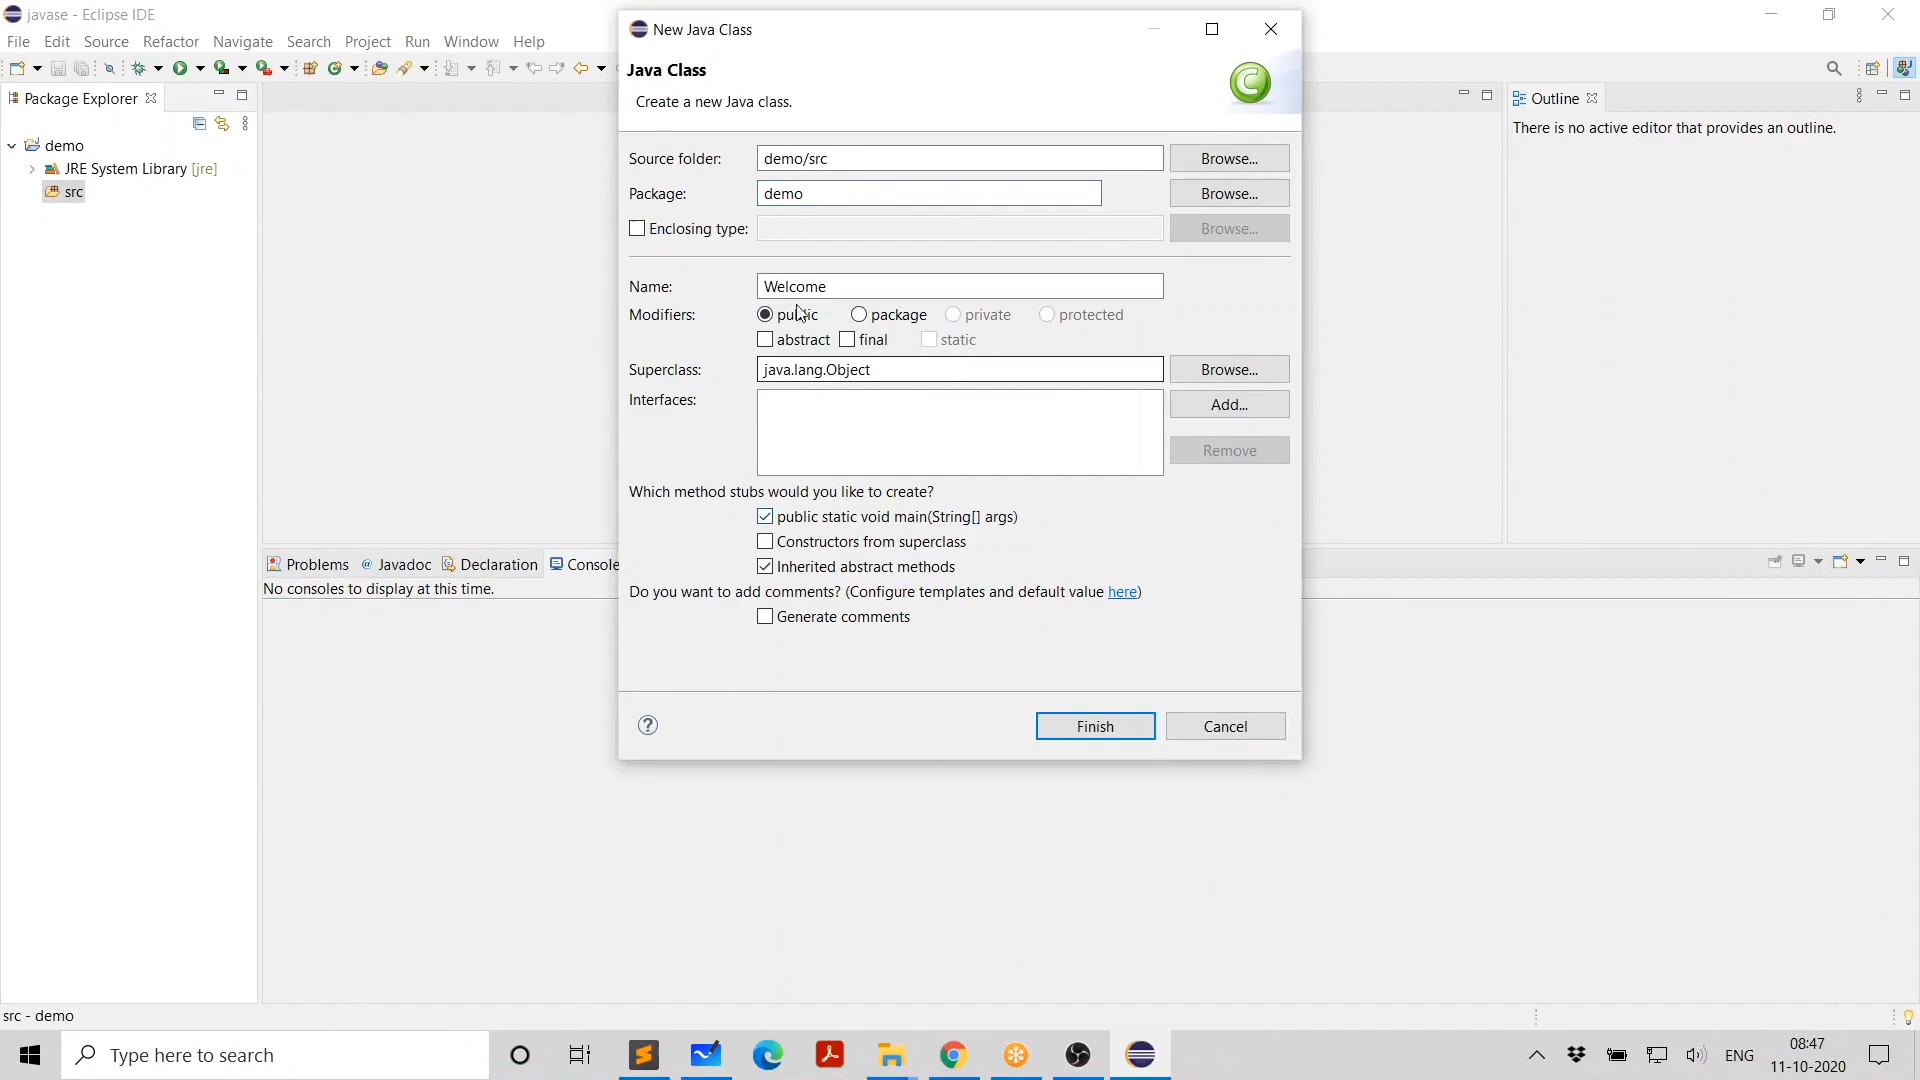 javase - Eclipse IDE
File Edit Source Refactor Navigate Search Project Run Window Help
Package Explorer
demo
JRE System Library [jre]
src
New Java Class
Java Class
Create a new Java class.
Source folder: demo/src Browse...
Package: demo Browse...
Enclosing type: Browse...
Name: Welcome
Modifiers: public package private protected
abstract final static
Superclass: java.lang.Object Browse...
Interfaces: Add...
Remove
Which method stubs would you like to create?
public static void main(String[] args)
Constructors from superclass
Inherited abstract methods
Do you want to add comments? (Configure templates and default value here)
Generate comments
Finish Cancel
Outline
There is no active editor that provides an outline.
Problems Javadoc Declaration Console
No consoles to display at this time.
src - demo
Type here to search
ENG
08:47
11-10-2020